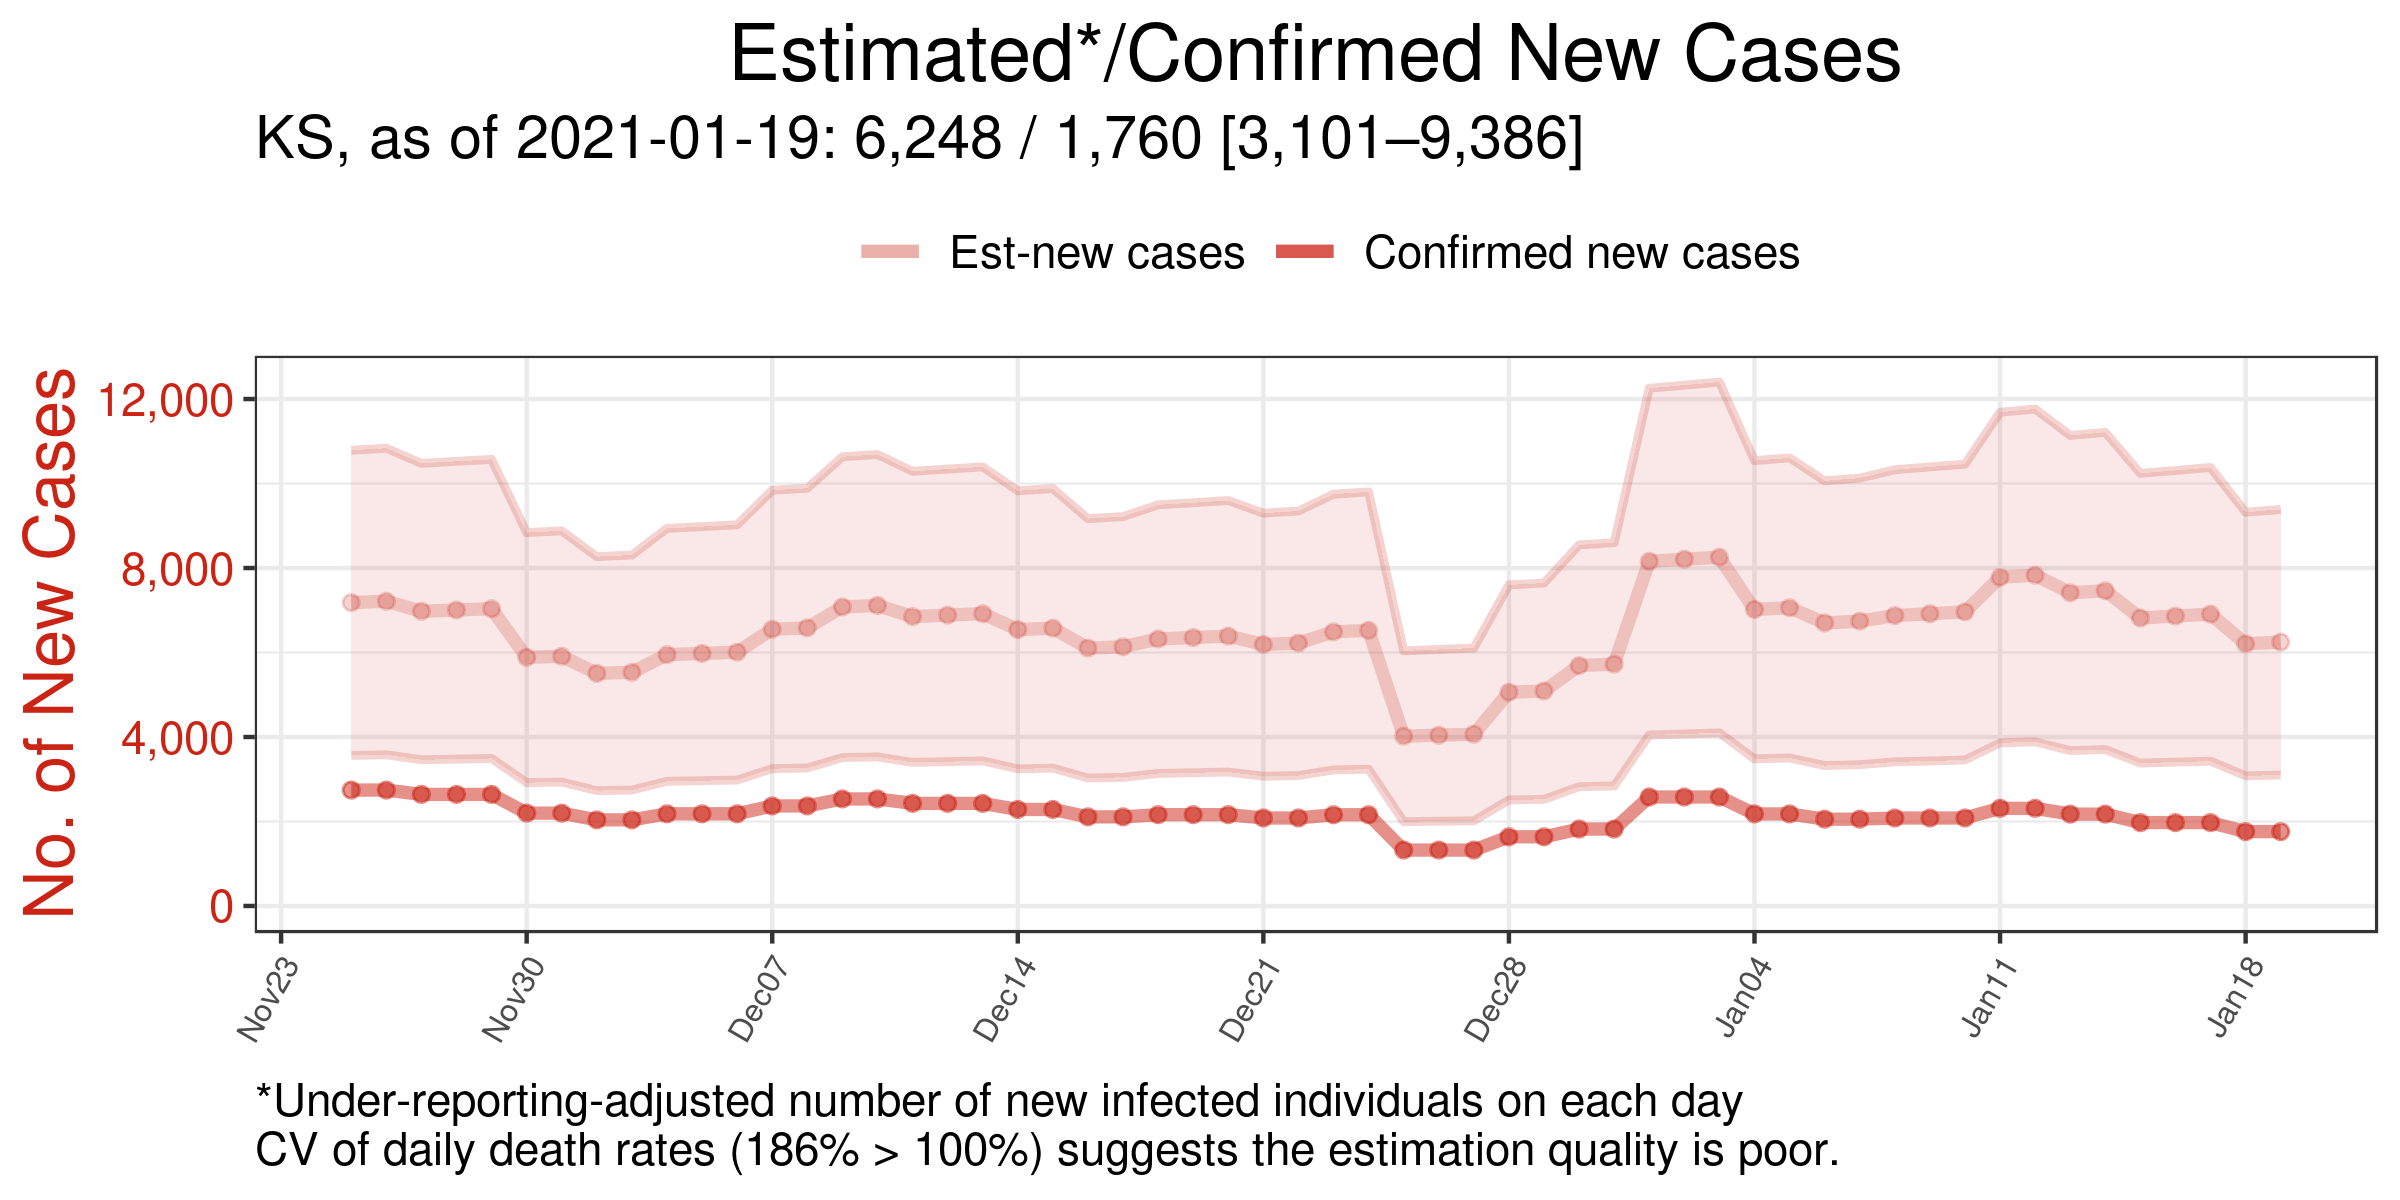 Estimated*/Confirmed New Cases
KS, as of 2021-01-19: 6,248 / 1,760 [3,101–9,386]
Est-new cases
Confirmed new cases
No. of New Cases
12,000
8,000
4,000
0
Nov23
Nov30
Dec07
Dec14
Dec21
Dec28
Jan04
Jan11
Jan18
*Under-reporting-adjusted number of new infected individuals on each day
CV of daily death rates (186% > 100%) suggests the estimation quality is poor.